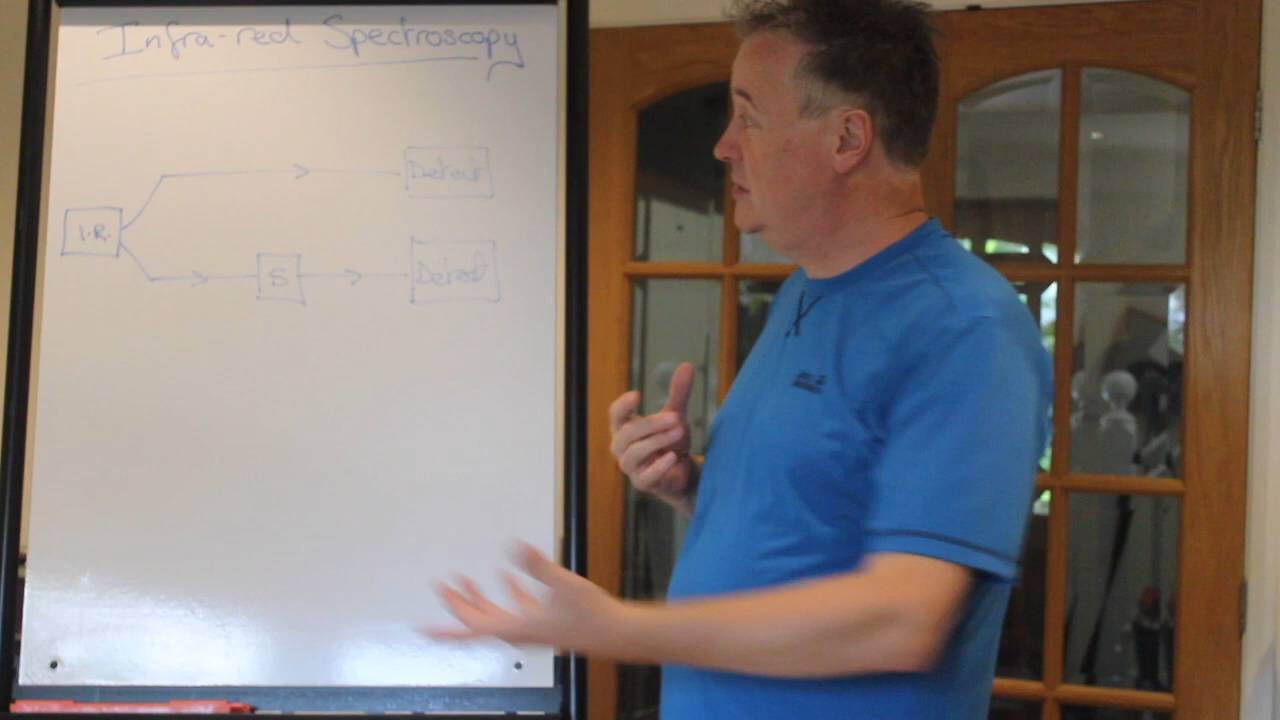 Infra-red Spectroscopy
Detect
I.R.
S
Detect